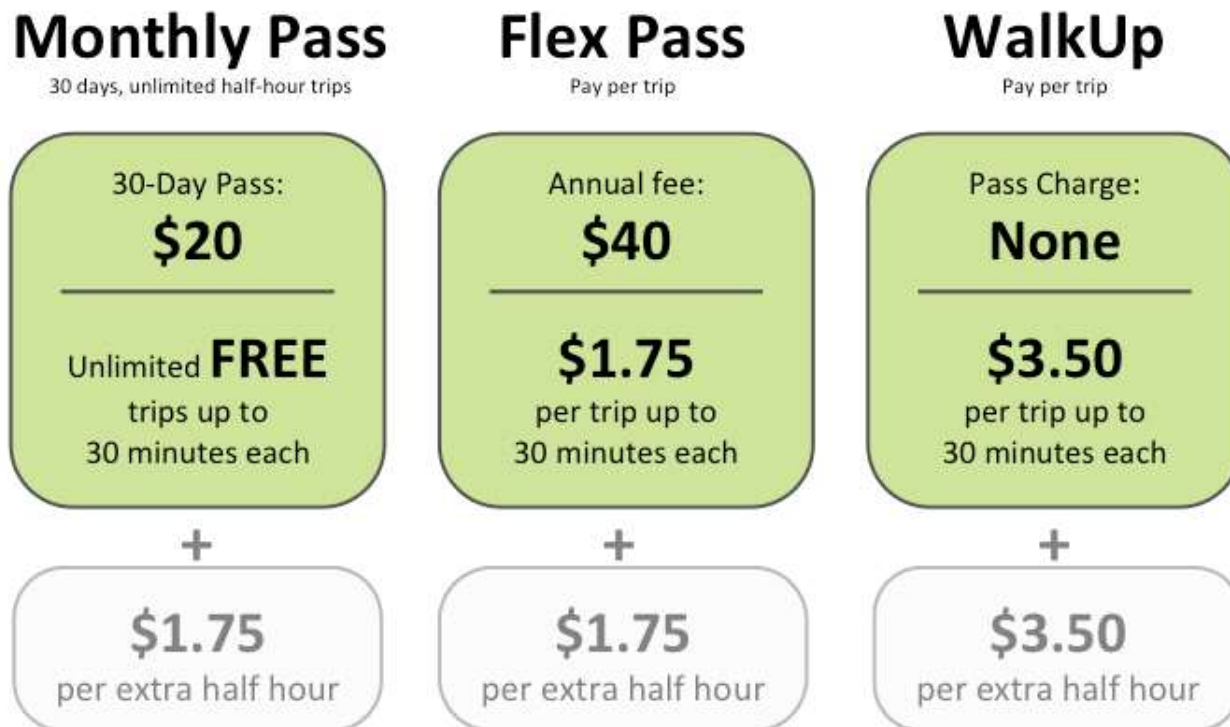 Monthly Pass
30 days, unlimited half-hour trips
30-Day Pass:
$20
Unlimited FREE
trips up to
30 minutes each
+
$1.75
per extra half hour
Flex Pass
Pay per trip
Annual fee:
$40
$1.75
per trip up to
30 minutes each
+
$1.75
per extra half hour
WalkUp
Pay per trip
Pass Charge:
None
$3.50
per trip up to
30 minutes each
+
$3.50
per extra half hour